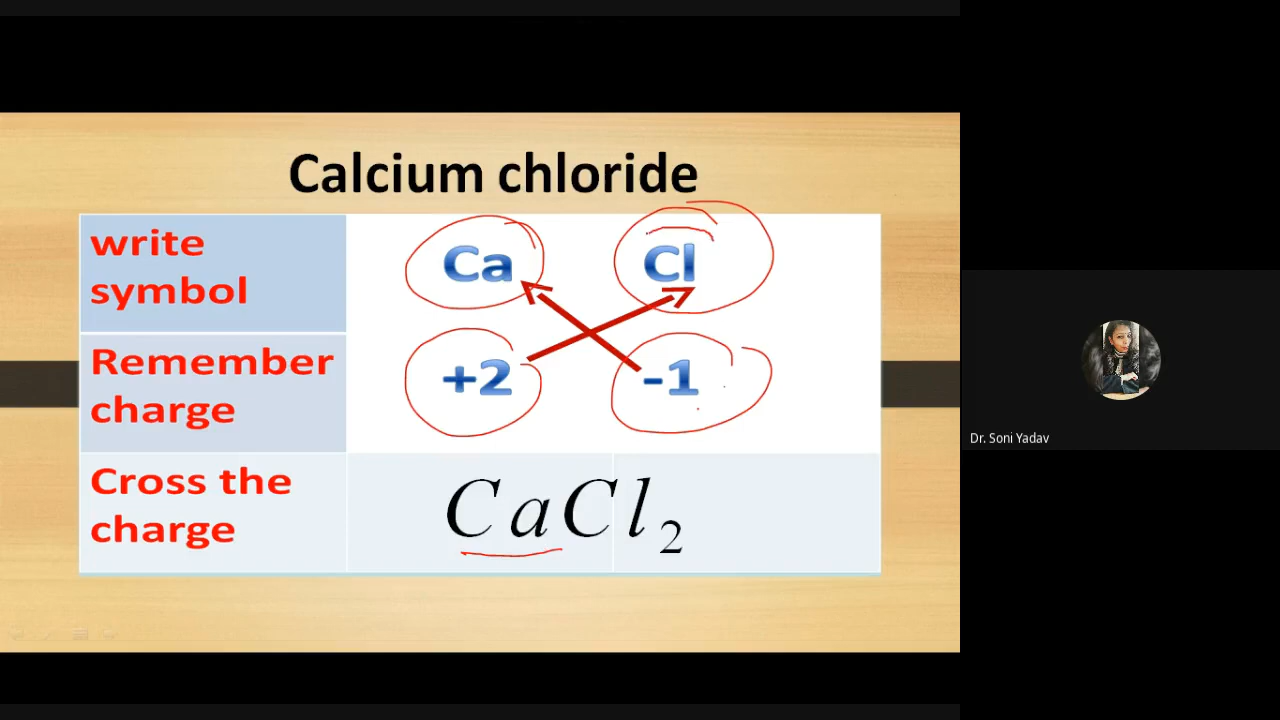 Calcium chloride
write
symbol
Ca Cl
Remember
charge
+2 -1
Cross the
charge
CaCl₂
Dr. Soni Yadav